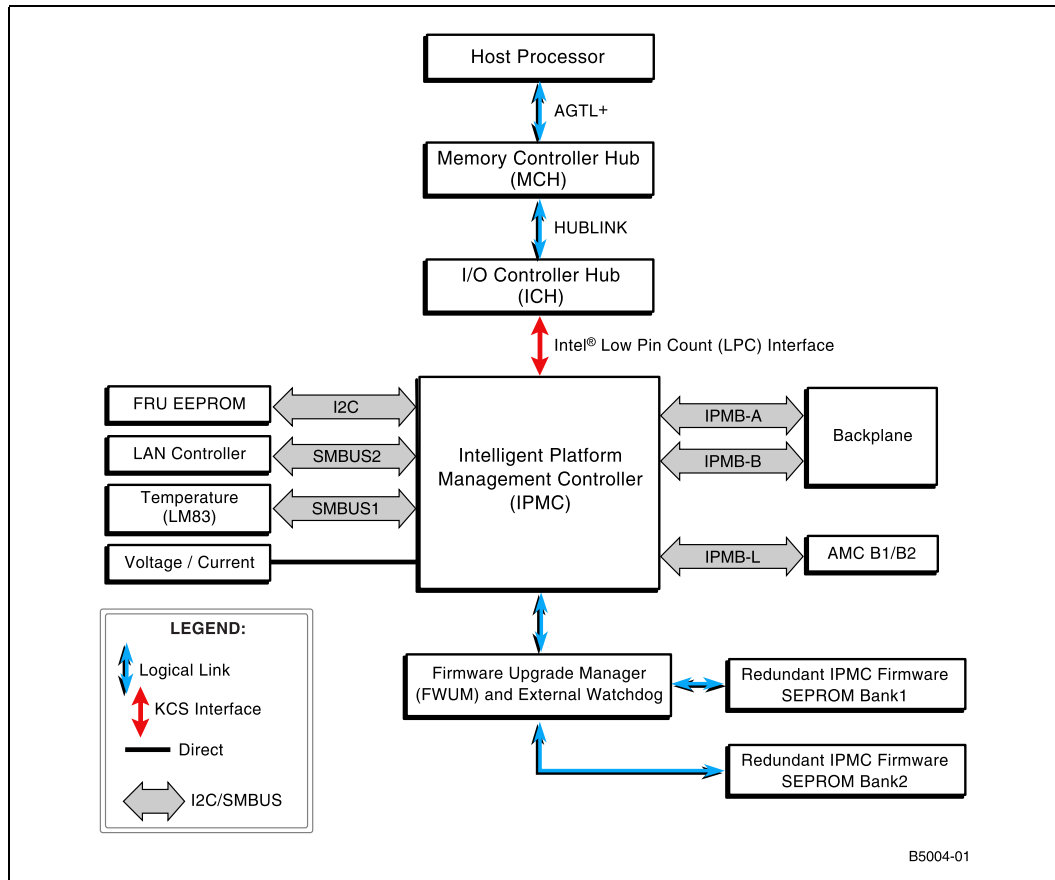 Host Processor
AGTL+
Memory Controller Hub
(MCH)
HUBLINK
I/O Controller Hub
(ICH)
Intel® Low Pin Count (LPC) Interface
FRU EEPROM
I2C
LAN Controller
SMBUS2
Temperature
(LM83)
SMBUS1
Voltage / Current
Intelligent Platform
Management Controller
(IPMC)
IPMB-A
IPMB-B
Backplane
IPMB-L
AMC B1/B2
LEGEND:
Logical Link
KCS Interface
Direct
I2C/SMBUS
Firmware Upgrade Manager
(FWUM) and External Watchdog
Redundant IPMC Firmware
SEPROM Bank1
Redundant IPMC Firmware
SEPROM Bank2
B5004-01